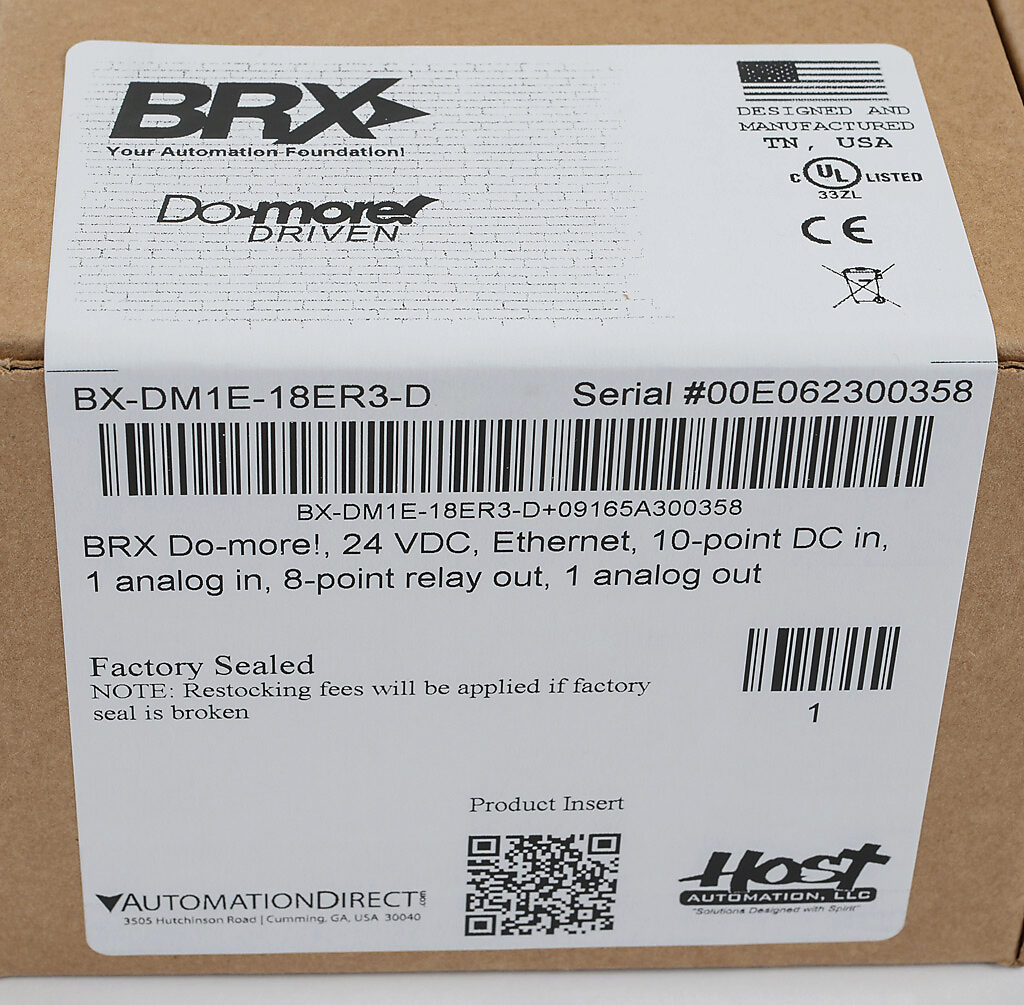 BRX
Your Automation Foundation!
Do-more!
DRIVEN
DESIGNED AND
MANUFACTURED
TN, USA
C UL LISTED
33ZL
CE
BX-DM1E-18ER3-D
Serial #00E062300358
BX-DM1E-18ER3-D+09165A300358
BRX Do-more!, 24 VDC, Ethernet, 10-point DC in,
1 analog in, 8-point relay out, 1 analog out
Factory Sealed
NOTE: Restocking fees will be applied if factory
seal is broken
1
Product Insert
AUTOMATIONDIRECT
3505 Hutchinson Road | Cumming, GA, USA 30040
HOST
AUTOMATION, LLC
"Solutions Designed with Spirit"